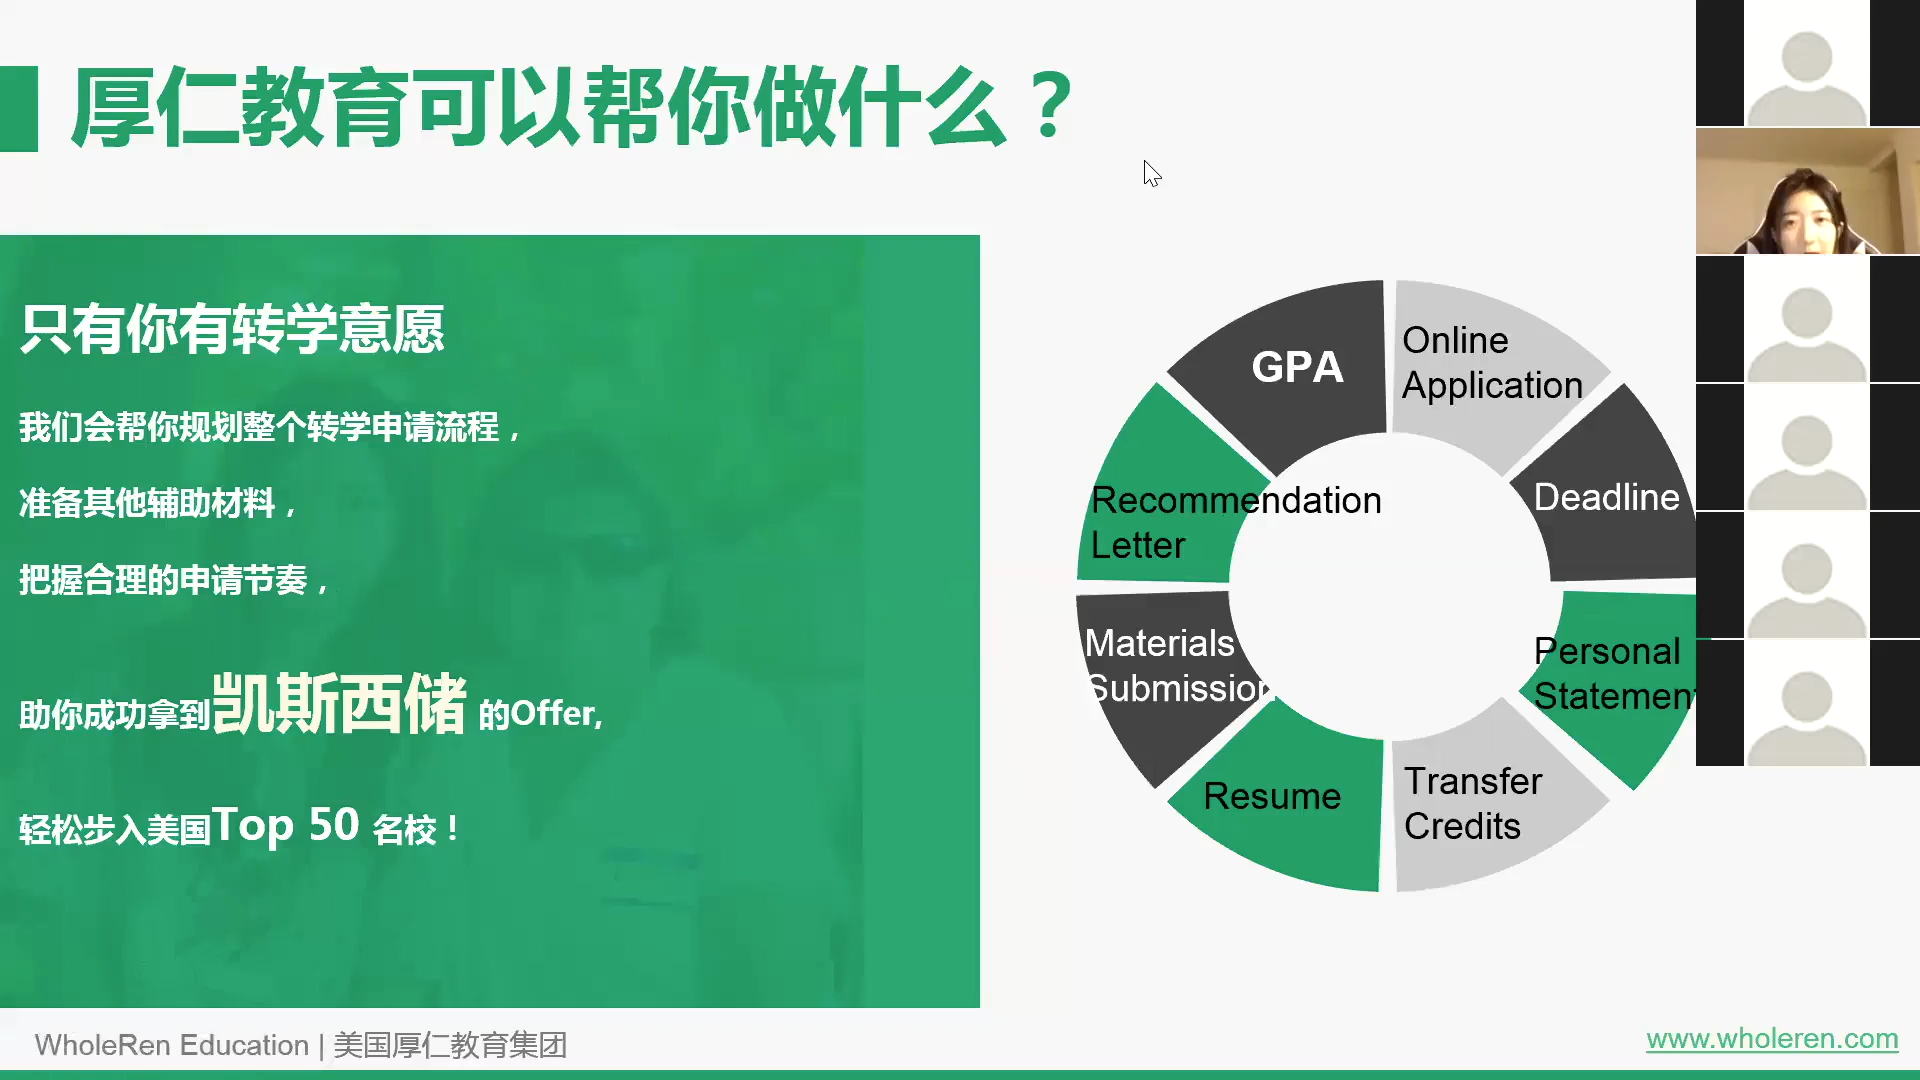 厚仁教育可以帮你做什么？
只有你有转学意愿
我们会帮你规划整个转学申请流程，
准备其他辅助材料，
把握合理的申请节奏，
助你成功拿到凯斯西储 的Offer,
轻松步入美国Top 50 名校！
GPA
Online
Application
Deadline
Personal
Statemen
Transfer
Credits
Resume
Materials
Submission
Recommendation
Letter
WholeRen Education | 美国厚仁教育集团
www.wholeren.com